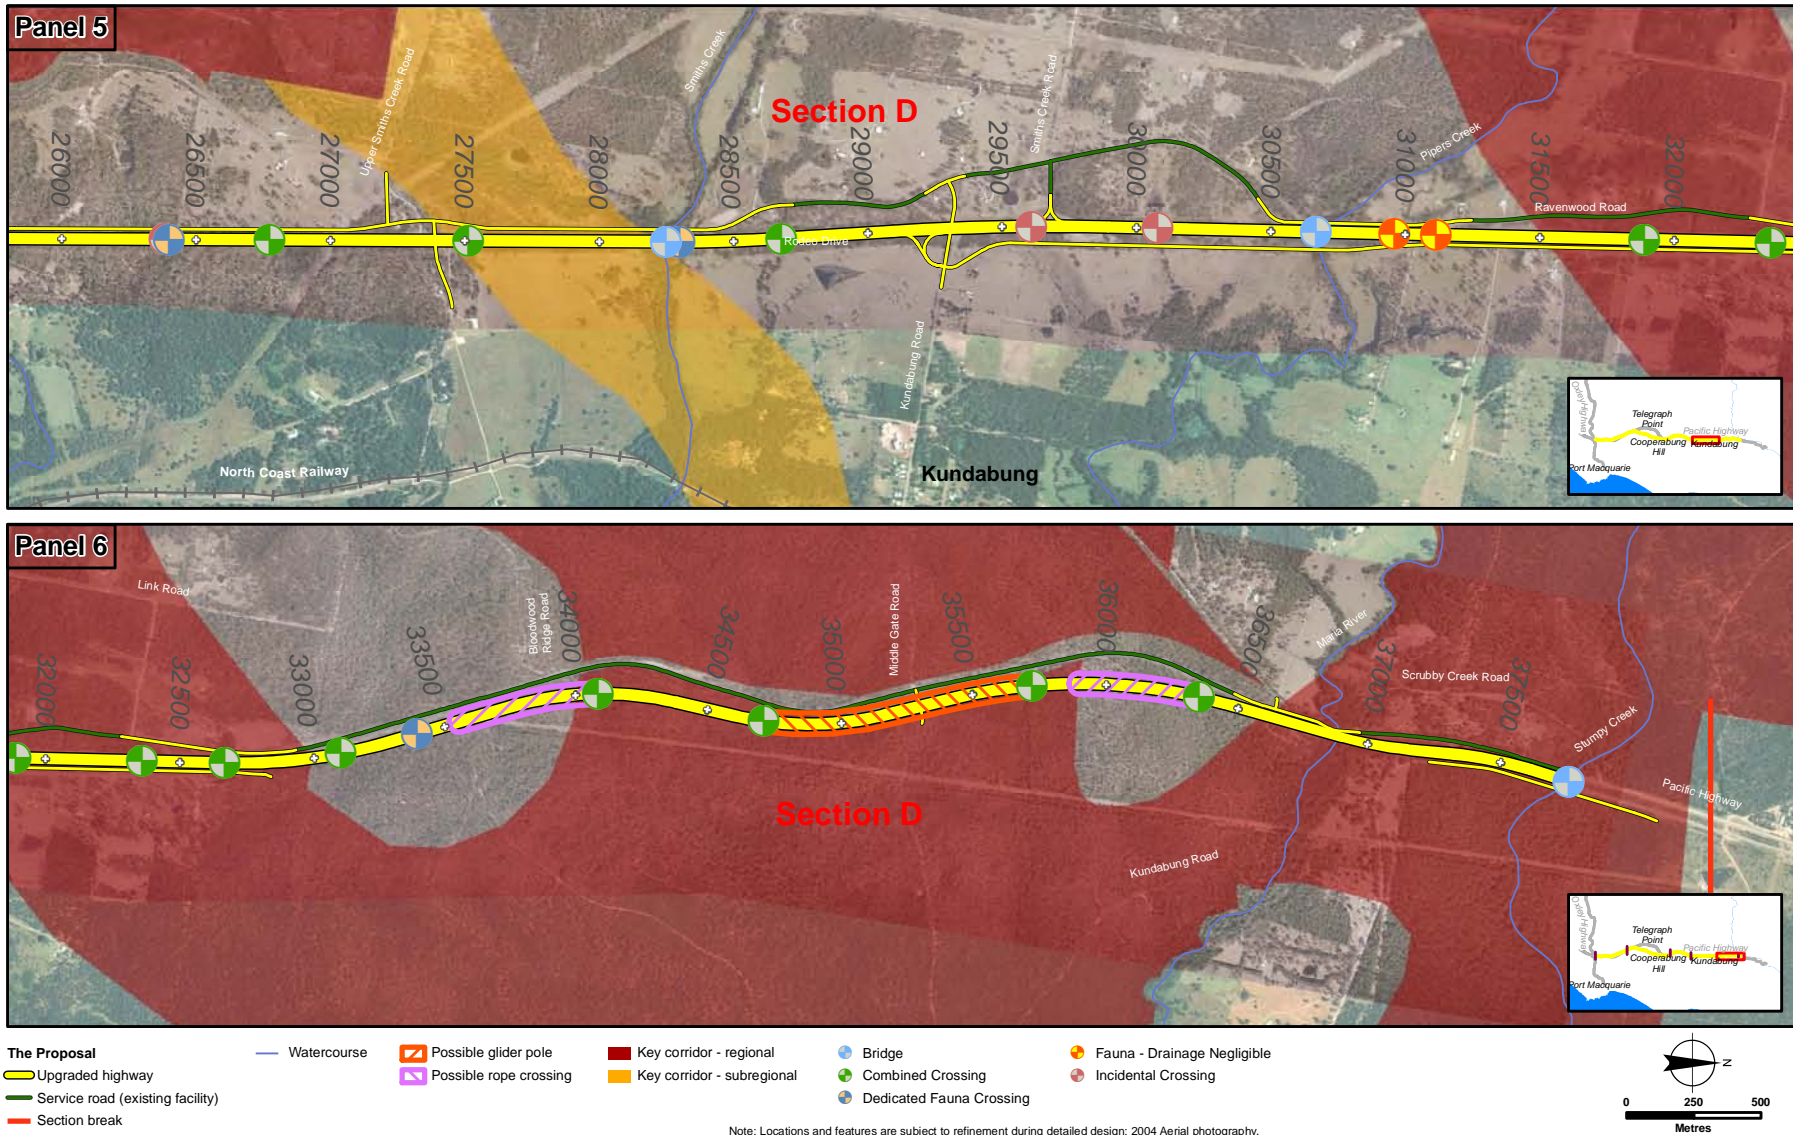 Panel 5
Section D
Upper Smiths Creek Road
Smiths Creek
Smiths Creek Road
Pipers Creek
26000
26500
27000
27500
28000
28500
29000
29500
30000
30500
31000
31500
32000
Ravenwood Road
Rodeo Drive
Kundabung Road
North Coast Railway
Kundabung
Oxley Highway
Telegraph
Point
Pacific Highway
Cooperabung
Hill
Kundabung
Port Macquarie
Panel 6
Link Road
Bloodwood
Ridge Road
Middle Gate Road
Maria River
Scrubby Creek Road
Stumpy Creek
Pacific Highway
32000
32500
33000
33500
34000
34500
35000
35500
36000
36500
37000
37500
Section D
Kundabung Road
Oxley Highway
Telegraph
Point
Pacific Highway
Cooperabung
Hill
Kundabung
Port Macquarie
The Proposal
Upgraded highway
Service road (existing facility)
Section break
Watercourse
Possible glider pole
Possible rope crossing
Key corridor - regional
Key corridor - subregional
Bridge
Combined Crossing
Dedicated Fauna Crossing
Fauna - Drainage Negligible
Incidental Crossing
N
0 250 500
Metres
Note: Locations and features are subject to refinement during detailed design: 2004 Aerial photography.